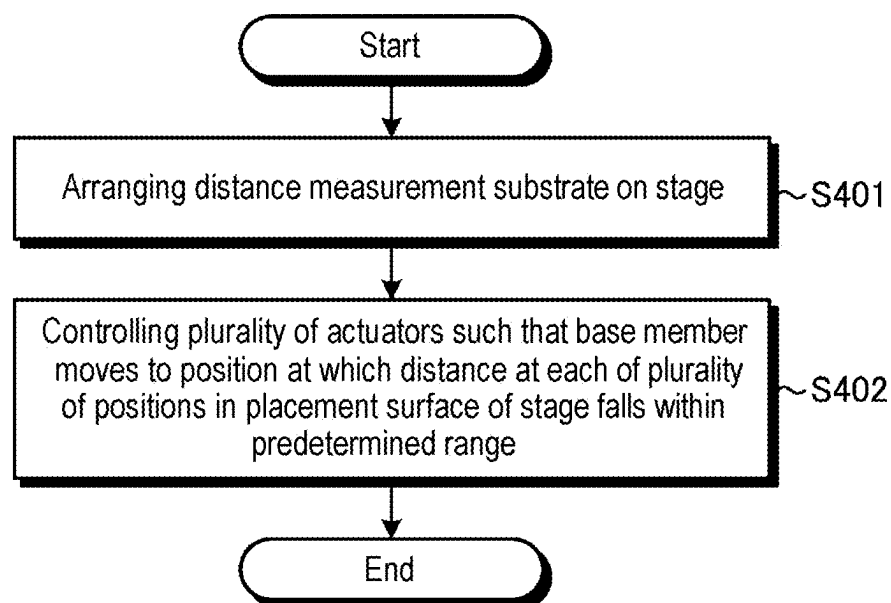 Start
Arranging distance measurement substrate on stage
S401
Controlling plurality of actuators such that base member
moves to position at which distance at each of plurality
of positions in placement surface of stage falls within
predetermined range
S402
End